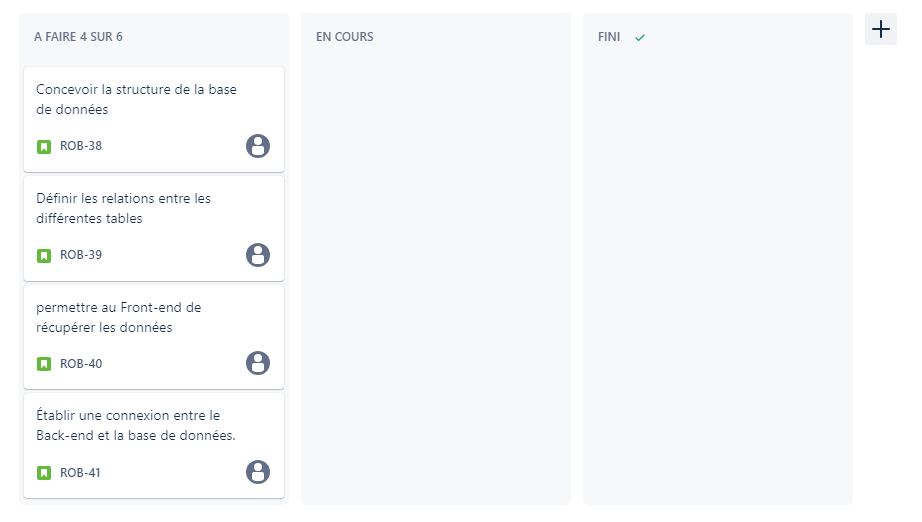 A FAIRE 4 SUR 6
Concevoir la structure de la base
de données
ROB-38
Définir les relations entre les
différentes tables
ROB-39
permettre au Front-end de
récupérer les données
ROB-40
Établir une connexion entre le
Back-end et la base de données.
ROB-41
EN COURS
FINI